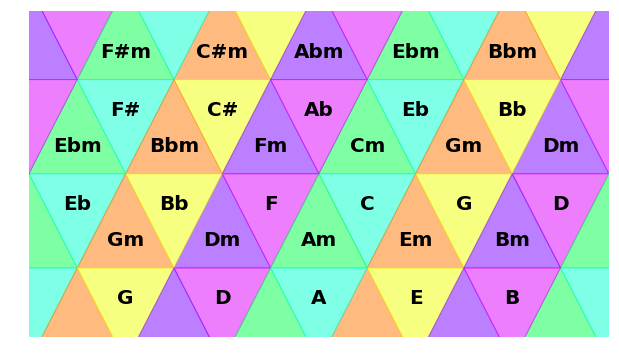 F#m C#m Abm Ebm Bbm
F# C# Ab Eb Bb
Ebm Bbm Fm Cm Gm Dm
Eb Bb F C G D
Gm Dm Am Em Bm
G D A E B